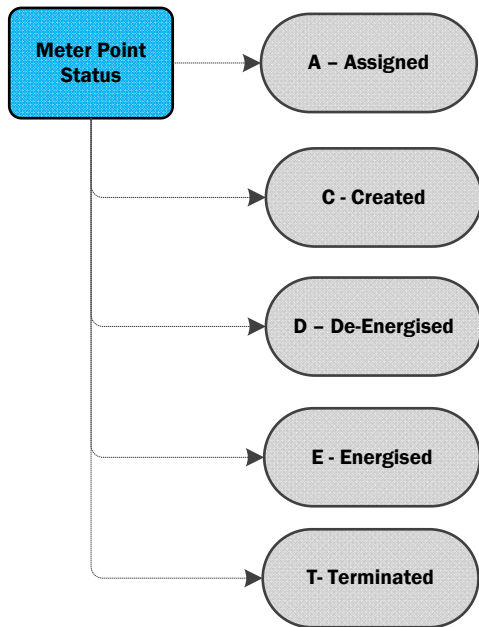 Meter Point
Status
A – Assigned
C - Created
D – De-Energised
E - Energised
T- Terminated